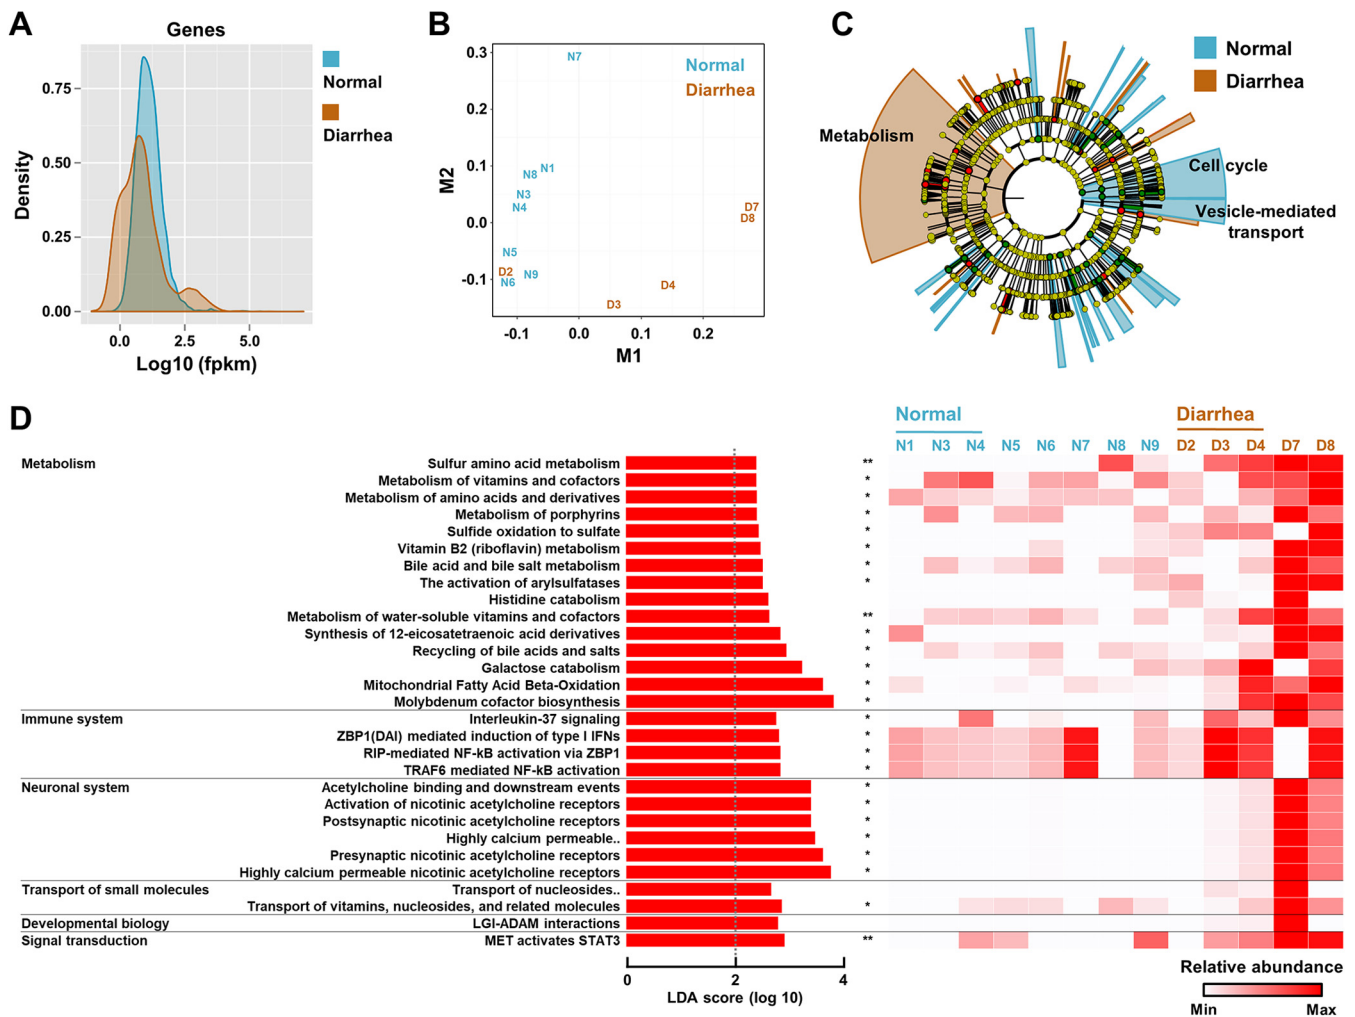 A
Genes
0.75
0.50
0.25
0.00
Density
0.0 2.5 5.0
Log10 (fpkm)
Normal
Diarrhea
B
0.3
0.2
0.1
0.0
-0.1
M2
-0.1 0.0 0.1 0.2
M1
Normal
Diarrhea
N7
N1
N8
N3
N4
D7
D8
N5
D2
N9
N6
D4
D3
C
Normal
Diarrhea
Metabolism
Cell cycle
Vesicle-mediated
transport
D
Normal Diarrhea
N1 N3 N4 N5 N6 N7 N8 N9 D2 D3 D4 D7 D8
Metabolism Sulfur amino acid metabolism **
Metabolism of vitamins and cofactors *
Metabolism of amino acids and derivatives *
Metabolism of porphyrins *
Sulfide oxidation to sulfate *
Vitamin B2 (riboflavin) metabolism *
Bile acid and bile salt metabolism *
The activation of arylsulfatases *
Histidine catabolism
Metabolism of water-soluble vitamins and cofactors **
Synthesis of 12-eicosatetraenoic acid derivatives *
Recycling of bile acids and salts *
Galactose catabolism *
Mitochondrial Fatty Acid Beta-Oxidation *
Molybdenum cofactor biosynthesis *
Immune system Interleukin-37 signaling *
ZBP1(DAI) mediated induction of type I IFNs *
RIP-mediated NF-kB activation via ZBP1 *
TRAF6 mediated NF-kB activation *
Neuronal system Acetylcholine binding and downstream events *
Activation of nicotinic acetylcholine receptors *
Postsynaptic nicotinic acetylcholine receptors *
Highly calcium permeable.. *
Presynaptic nicotinic acetylcholine receptors *
Highly calcium permeable nicotinic acetylcholine receptors *
Transport of small molecules Transport of nucleosides..
Transport of vitamins, nucleosides, and related molecules *
Developmental biology LGI-ADAM interactions
Signal transduction MET activates STAT3 **
0 2 4
LDA score (log 10)
Relative abundance
Min Max